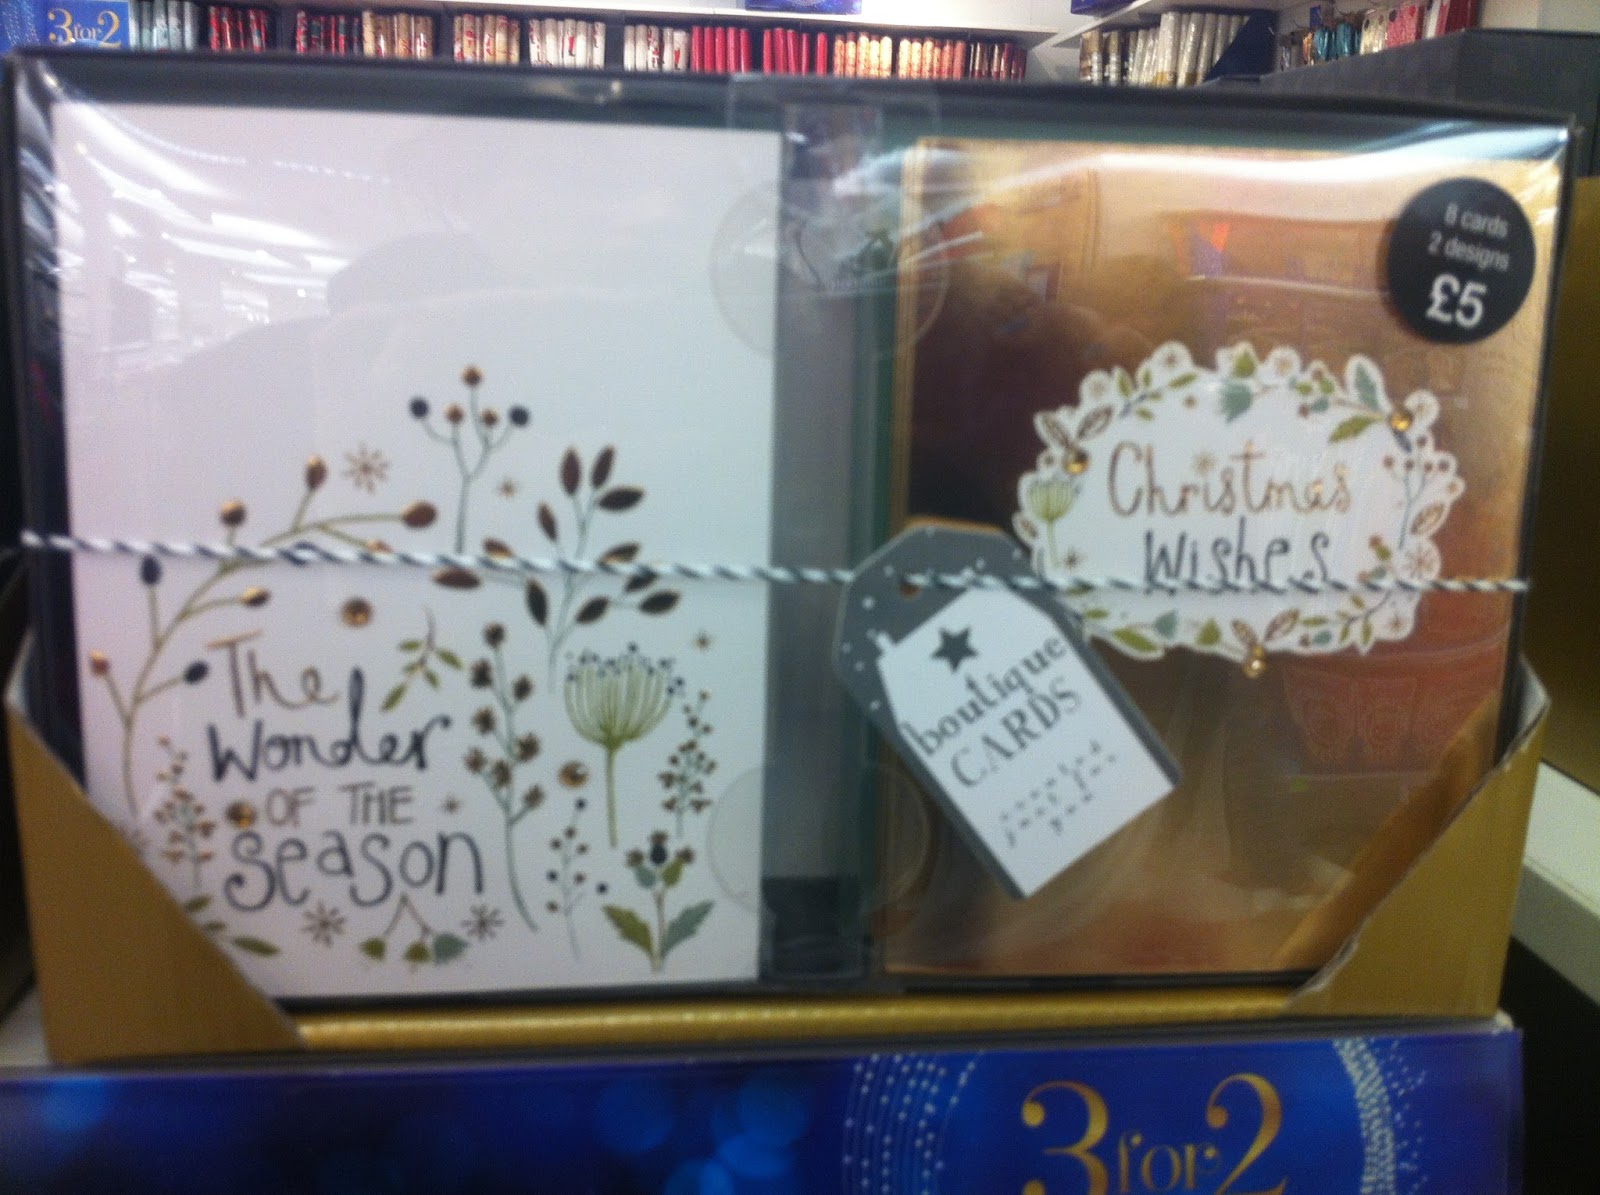 3 for 2
The
Wonder
OF THE
Season
8 cards
2 designs
£5
Christmas
Wishes
boutique
CARDS
3 for 2